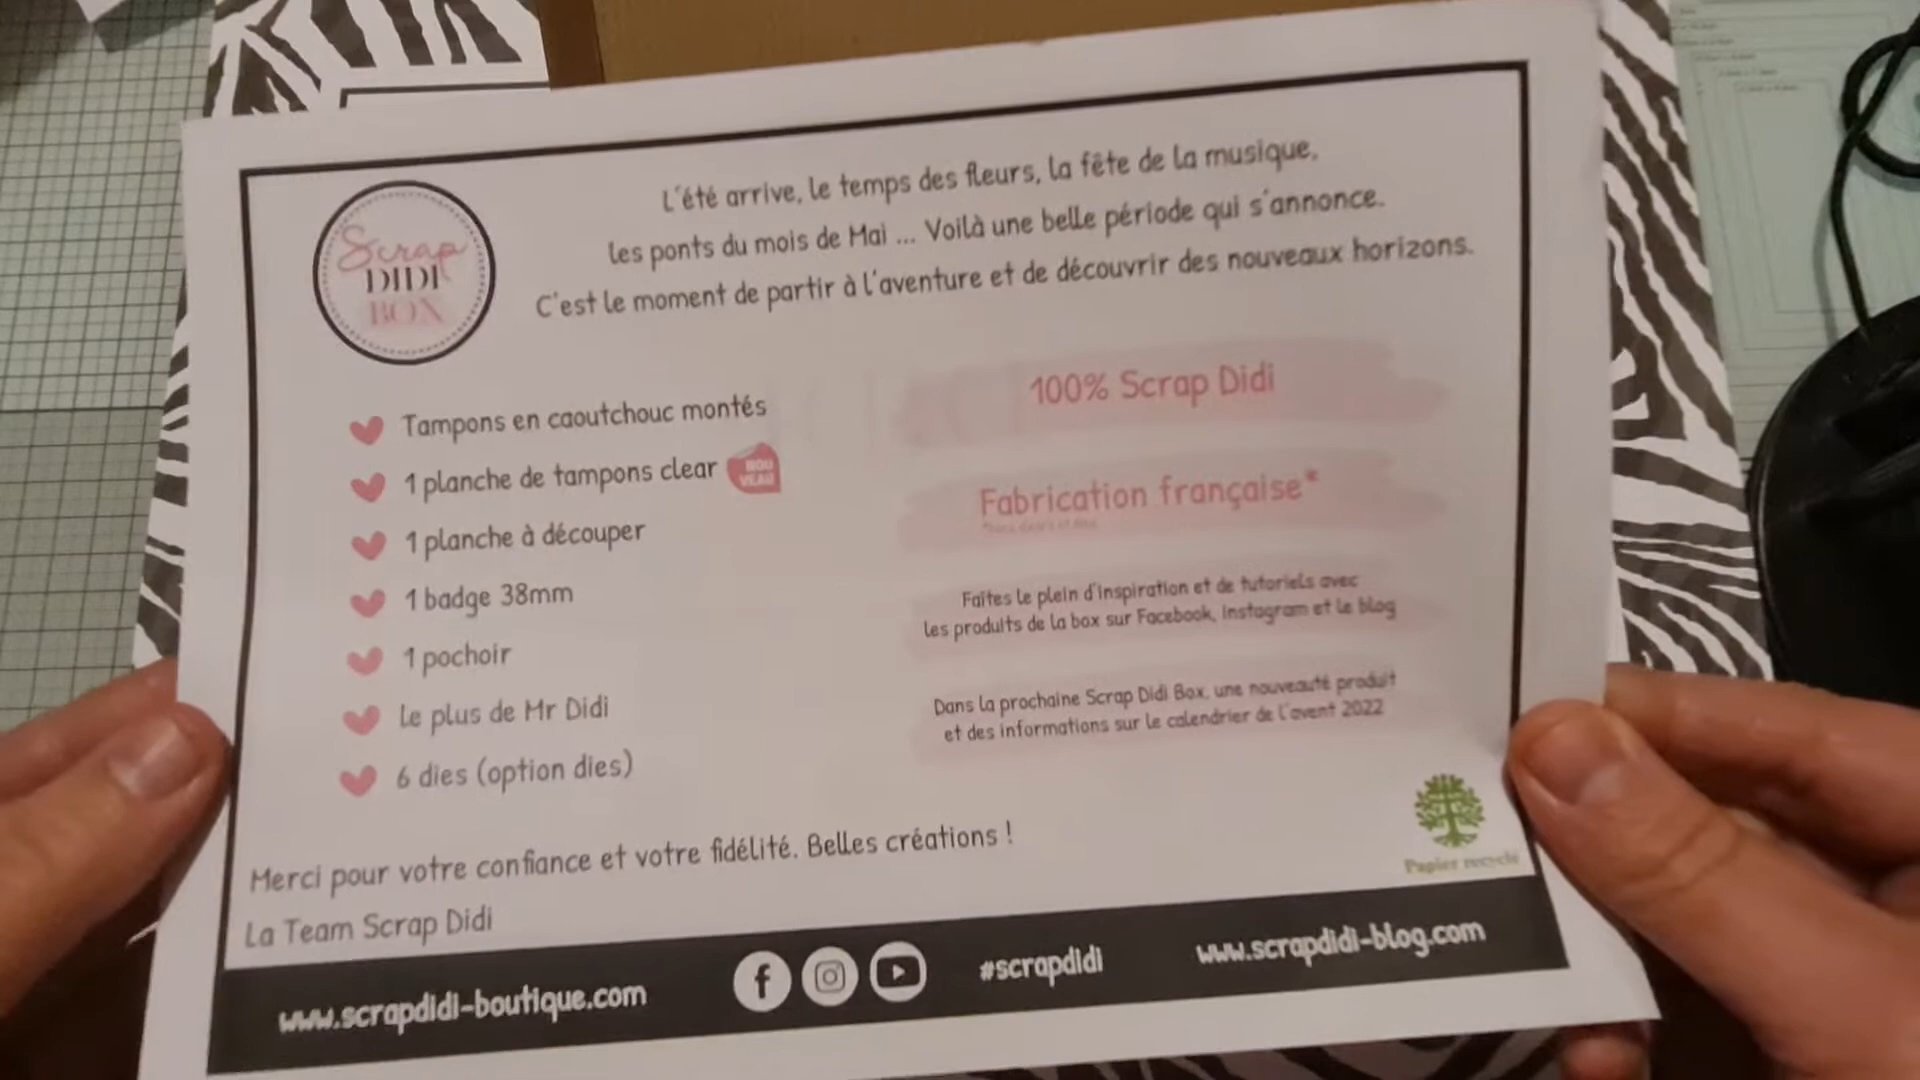 L'été arrive, le temps des fleurs, la fête de la musique,
les ponts du mois de Mai ... Voilà une belle période qui s'annonce.
C'est le moment de partir à l'aventure et de découvrir des nouveaux horizons.
Scrap
DIDI
BOX
Tampons en caoutchouc montés
1 planche de tampons clear
NOU
VEAU
1 planche à découper
1 badge 38mm
1 pochoir
Le plus de Mr Didi
6 dies (option dies)
100% Scrap Didi
Fabrication française*
Faites le plein d'inspiration et de tutoriels avec
les produits de la box sur Facebook, Instagram et le blog
Dans la prochaine Scrap Didi Box, une nouveauté produit
et des informations sur le calendrier de l'avent 2022
Papier recyclé
Merci pour votre confiance et votre fidélité. Belles créations !
La Team Scrap Didi
www.scrapdidi-boutique.com
#scrapdidi
www.scrapdidi-blog.com